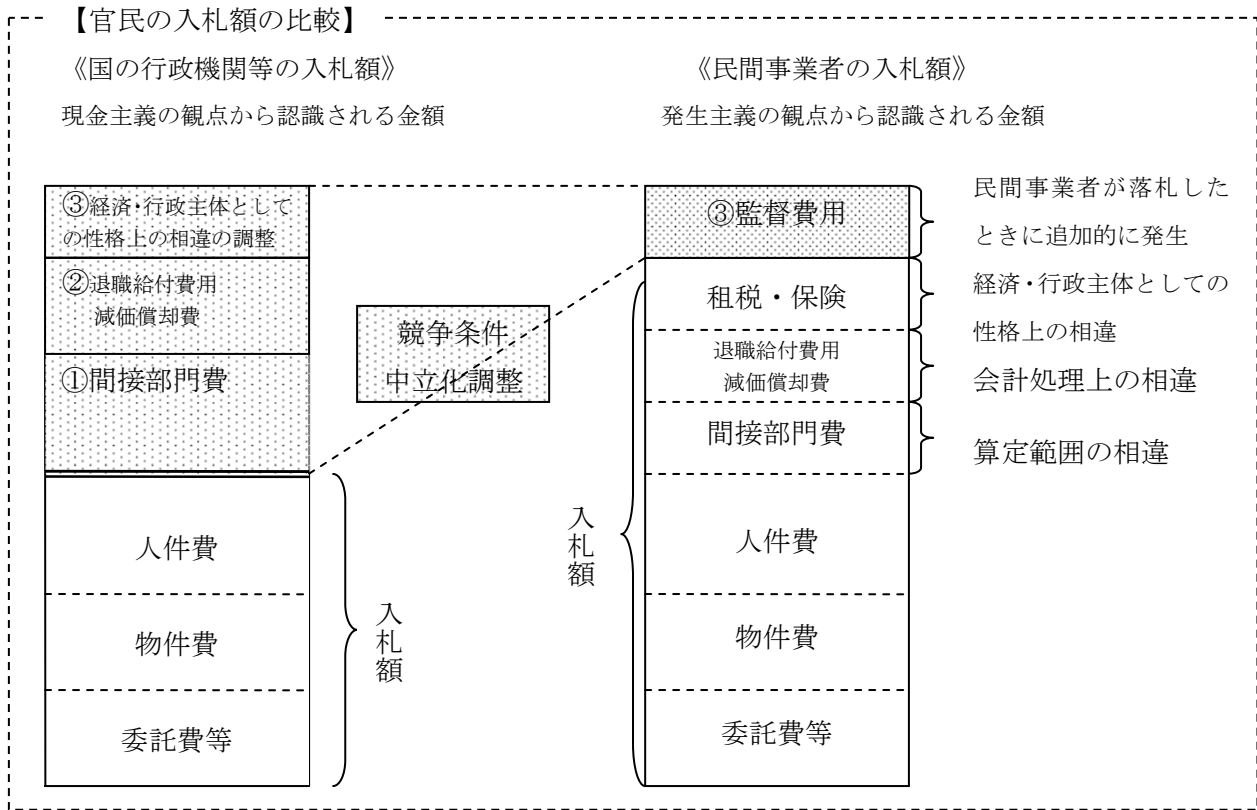 【官民の入札額の比較】
《国の行政機関等の入札額》
現金主義の観点から認識される金額
③経済・行政主体として
の性格上の相違の調整
②退職給付費用
減価償却費
①間接部門費
人件費
物件費
委託費等
入札額
競争条件
中立化調整
《民間事業者の入札額》
発生主義の観点から認識される金額
③監督費用
租税・保険
退職給付費用
減価償却費
間接部門費
人件費
物件費
委託費等
入札額
民間事業者が落札した
ときに追加的に発生
経済・行政主体としての
性格上の相違
会計処理上の相違
算定範囲の相違